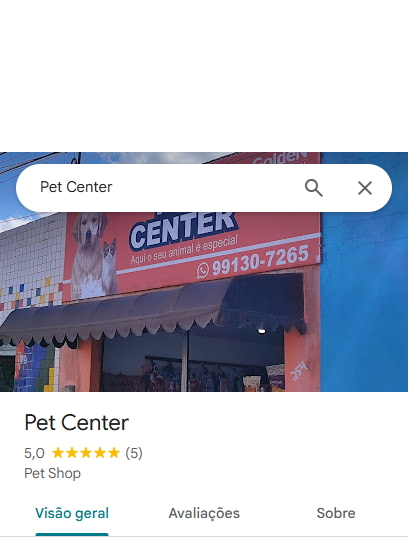 Golden
Pet Center
CENTER
Aqui o seu animal é especial
99130-7265
254
Pet Center
5,0 (5)
Pet Shop
Visão geral
Avaliações
Sobre